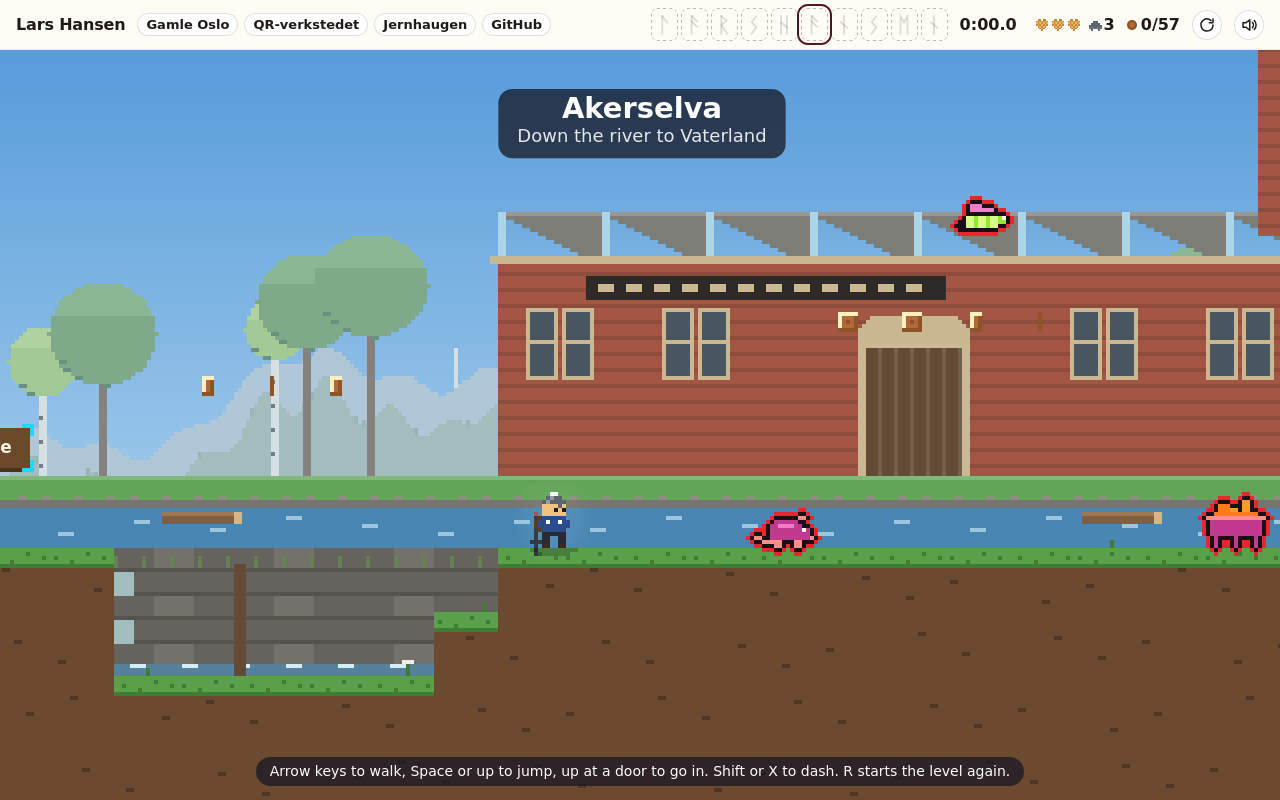 Lars Hansen
Gamle Oslo
QR-verkstedet
Jernhaugen
GitHub
ᛚ ᚨ ᚱ ᛊ ᚺ ᚨ ᚾ ᛊ ᛖ ᚾ
0:00.0
3
0/57
Akerselva
Down the river to Vaterland
e
Arrow keys to walk, Space or up to jump, up at a door to go in. Shift or X to dash. R starts the level again.